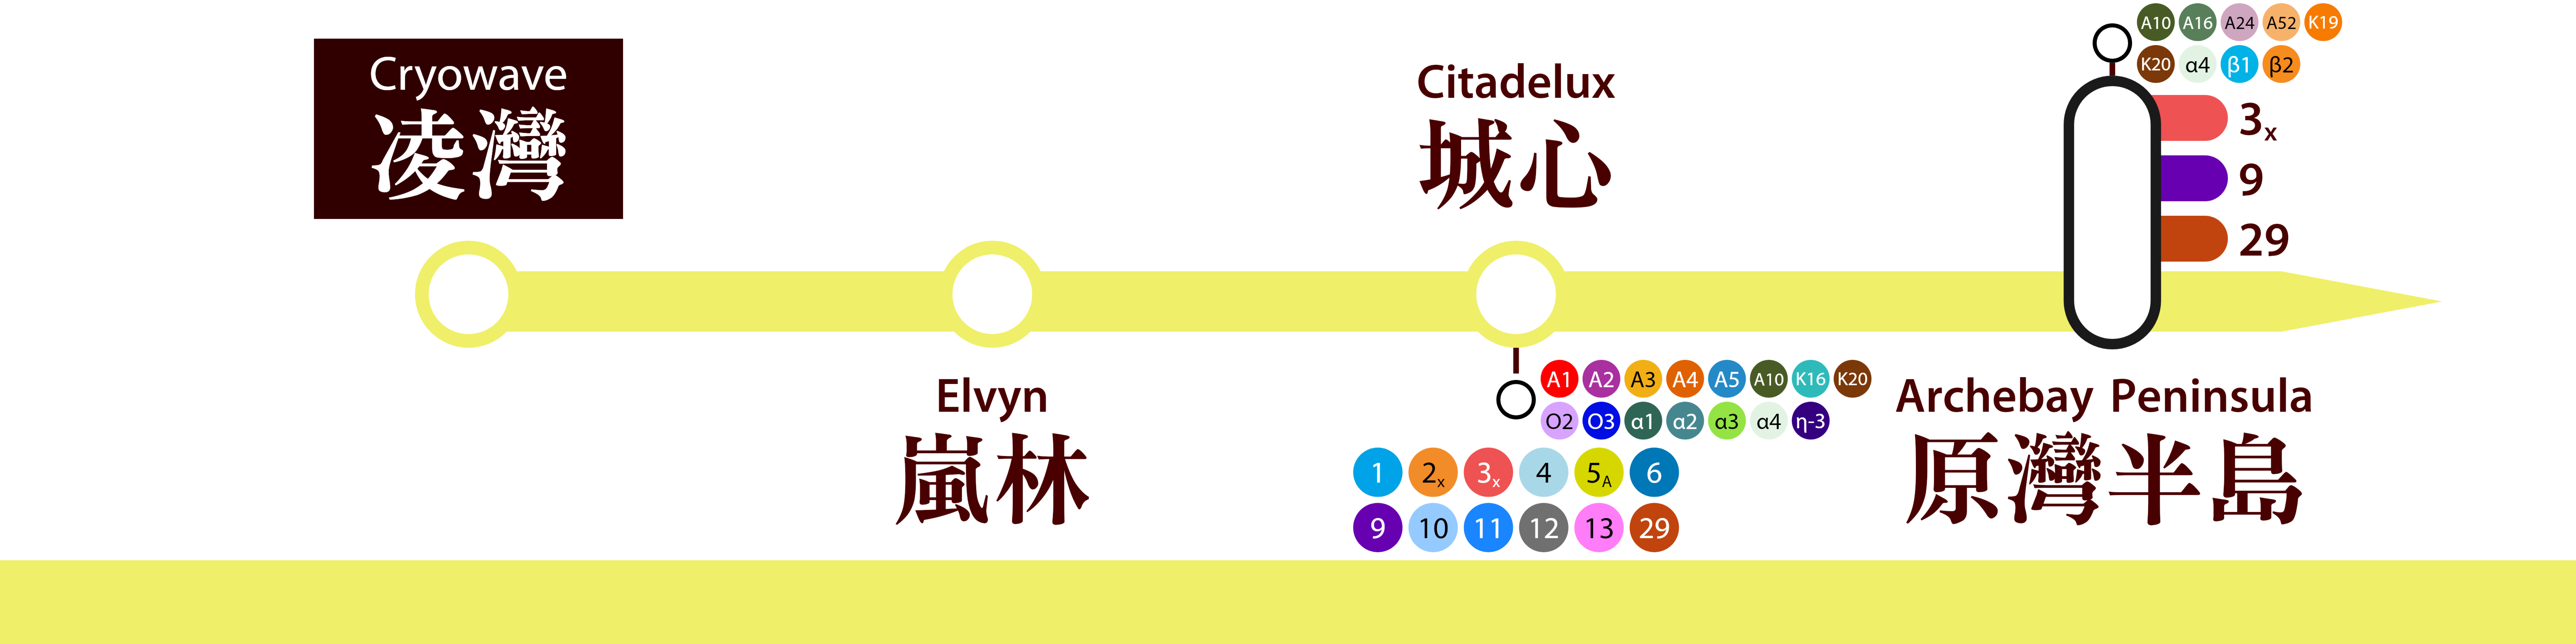 Cryowave
凌灣
Elvyn
嵐林
Citadelux
城心
A1 A2 A3 A4 A5 A10 K16 K20
O2 O3 α1 α2 α3 α4 η-3
1 2x 3x 4 5A 6
9 10 11 12 13 29
A10 A16 A24 A52 K19
K20 α4 β1 β2
3x
9
29
Archebay Peninsula
原灣半島